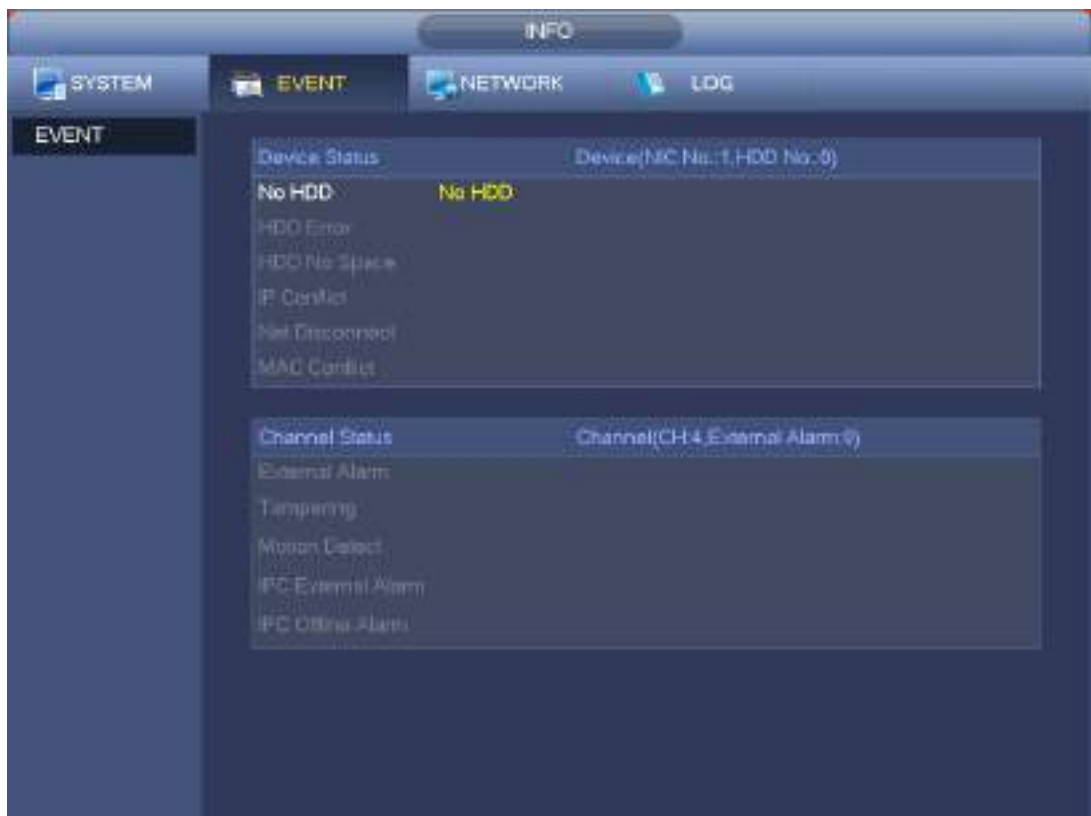 INFO
SYSTEM EVENT NETWORK LOG
EVENT
Device Status Device(NIC No.:1,HDD No.:0)
No HDD No HDD
HDD Error
HDD No Space
IP Conflict
Net Disconnect
MAC Conflict
Channel Status Channel(CH:4,External Alarm:0)
External Alarm
Tampering
Motion Detect
IPC External Alarm
IPC Offline Alarm